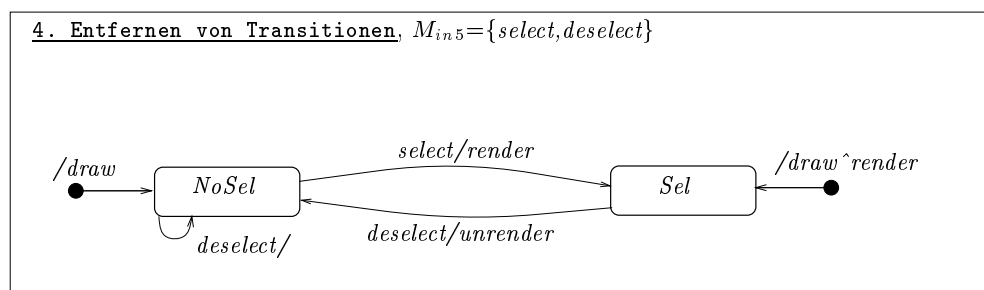 4. Entfernen von Transitionen, M_in5={select,deselect}
/draw
NoSel
deselect/
select/render
deselect/unrender
Sel
/draw^render